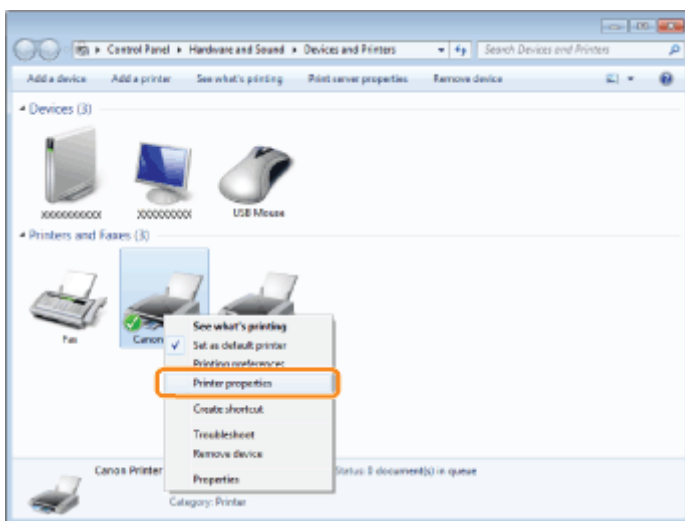 Control Panel ▸ Hardware and Sound ▸ Devices and Printers Search Devices and Printers
Add a device Add a printer See what's printing Print server properties Remove device
Devices (3)
XXXXXXXXXX XXXXXXXXX USB Mouse
Printers and Faxes (3)
Fax Canon
See what's printing
Set as default printer
Printing preferences
Printer properties
Create shortcut
Troubleshoot
Remove device
Properties
Canon Printer Status: 0 document(s) in queue
Category: Printer